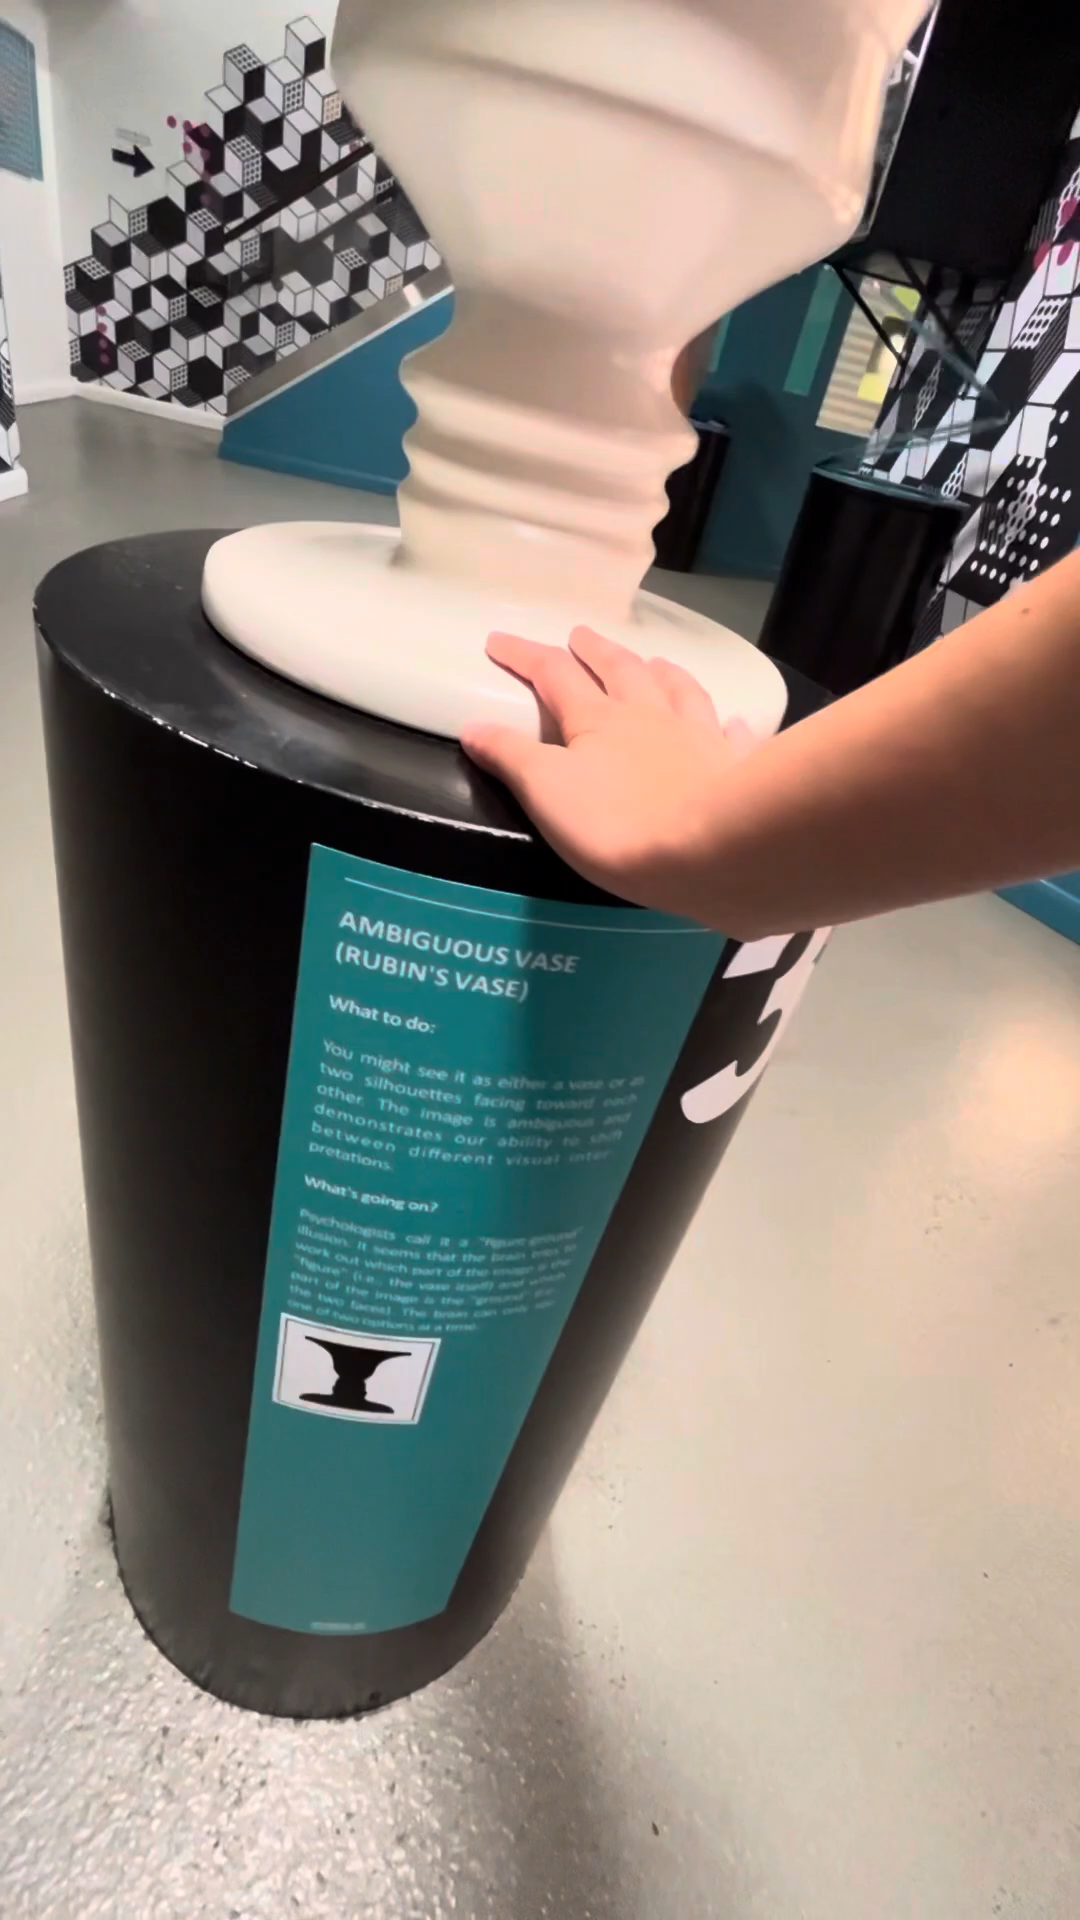 AMBIGUOUS VASE
(RUBIN'S VASE)
What to do:
You might see it as either a vase or as
two silhouettes facing toward each
other. The image is ambiguous and
demonstrates our ability to shift
between different visual inter
pretations.
What's going on?
Psychologists call it a "figure-ground"
illusion. It seems that the brain tries to
work out which part of the image is the
"figure" (i.e., the vase itself) and which
part of the image is the "ground"
the two faces). The brain can only see
one of two options at a time.
3